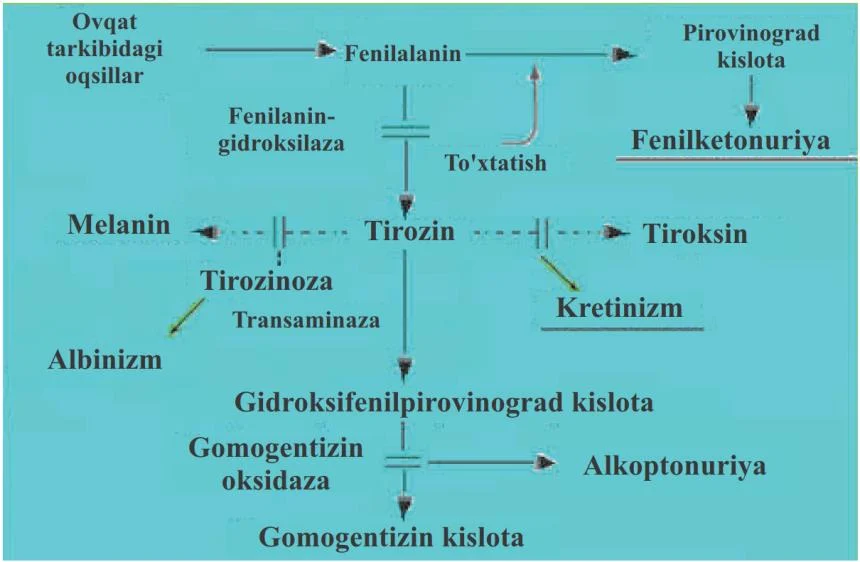 Ovqat
tarkibidagi
oqsillar
Fenilalanin
Pirovinograd
kislota
Fenilanin-
gidroksilaza
To'xtatish
Fenilketonuriya
Melanin
Tirozin
Tiroksin
Tirozinoza
Transaminaza
Kretinizm
Albinizm
Gidroksifenilpirovinograd kislota
Gomogentizin
oksidaza
Alkoptonuriya
Gomogentizin kislota